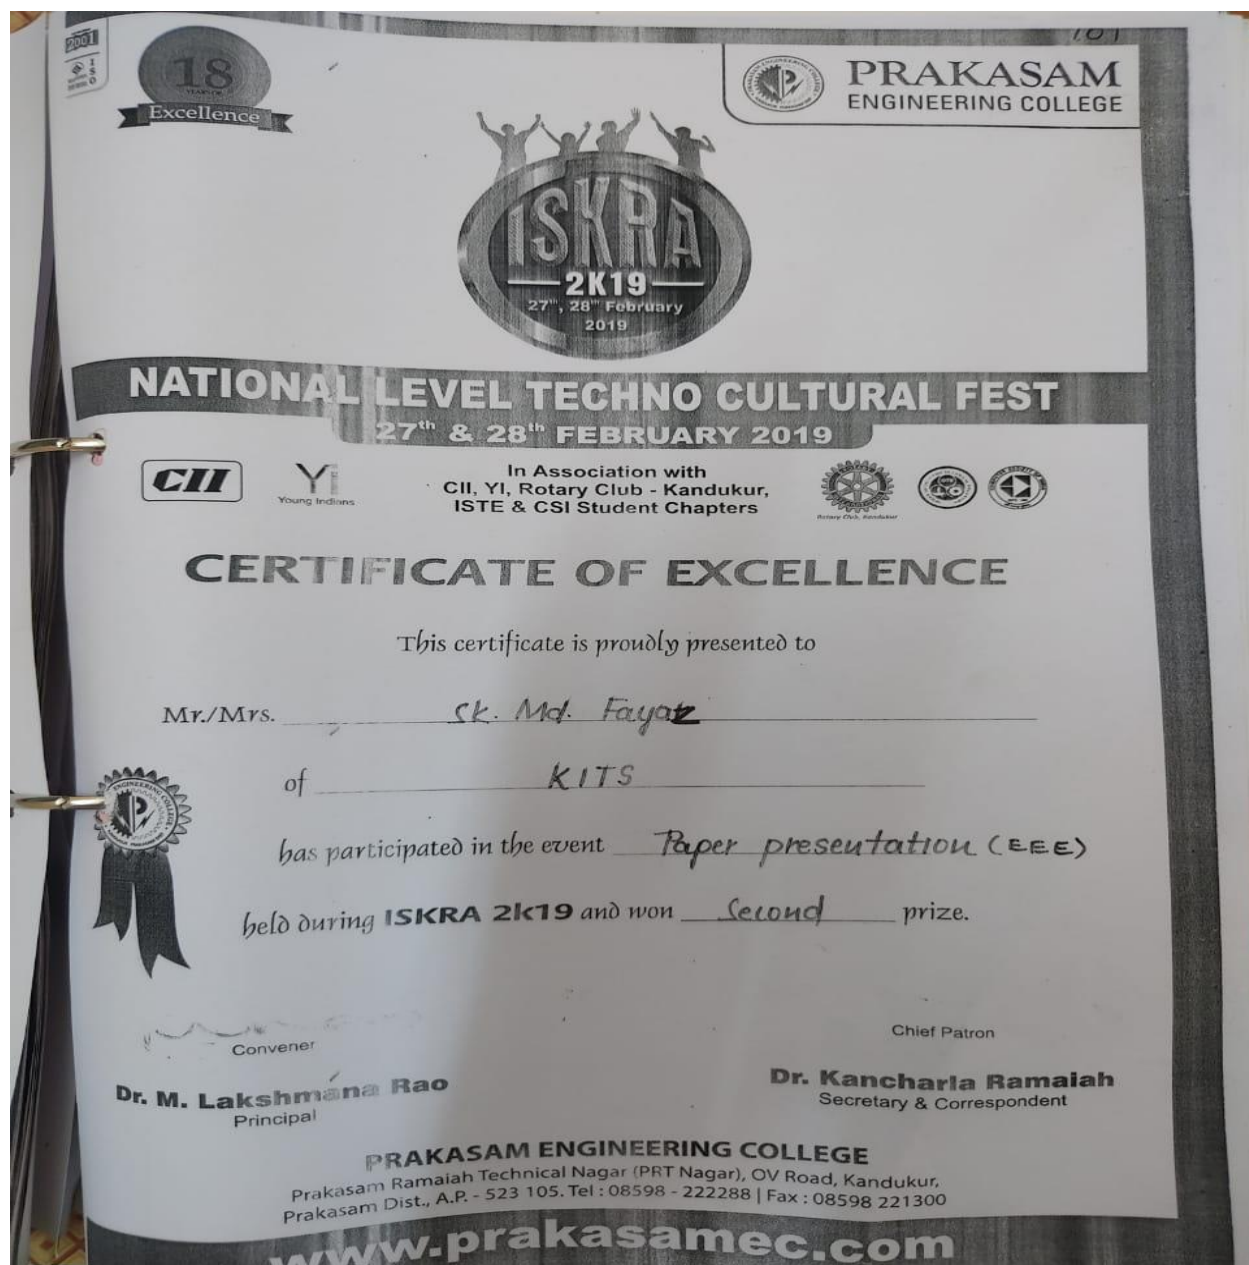 2001
ISO
18
YEARS OF
Excellence
PRAKASAM
ENGINEERING COLLEGE
ISKRA
2K19
27th, 28th February
2019
NATIONAL LEVEL TECHNO CULTURAL FEST
27th & 28th FEBRUARY 2019
CII
Yi
Young Indians
In Association with
CII, YI, Rotary Club - Kandukur,
ISTE & CSI Student Chapters
Rotary Club, Kandukur
CERTIFICATE OF EXCELLENCE
This certificate is proudly presented to
Mr./Mrs. Sk. Md. Fayaz
of KITS
has participated in the event Paper presentation (EEE)
held during ISKRA 2k19 and won Second prize.
Convener
Dr. M. Lakshmana Rao
Principal
Chief Patron
Dr. Kancharla Ramaiah
Secretary & Correspondent
PRAKASAM ENGINEERING COLLEGE
Prakasam Ramaiah Technical Nagar (PRT Nagar), OV Road, Kandukur,
Prakasam Dist., A.P. - 523 105. Tel : 08598 - 222288 | Fax : 08598 221300
www.prakasamec.com